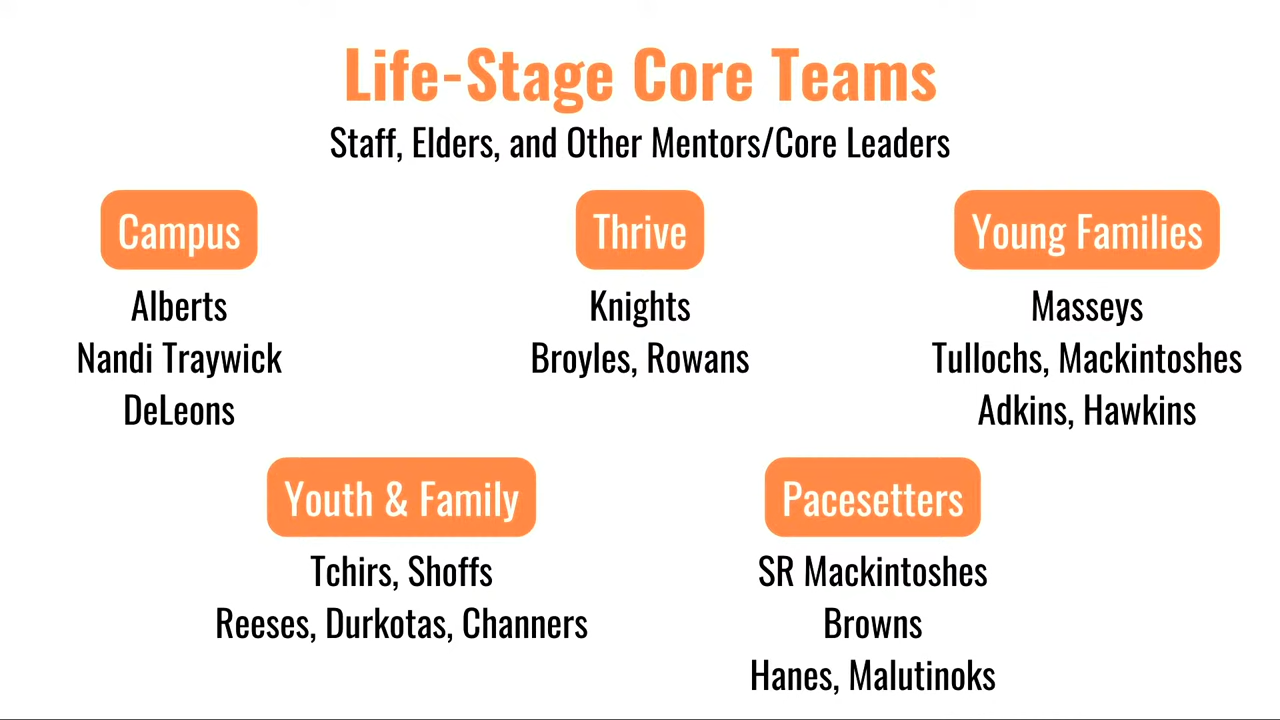 Life-Stage Core Teams
Staff, Elders, and Other Mentors/Core Leaders
Campus
Alberts
Nandi Traywick
DeLeons
Thrive
Knights
Broyles, Rowans
Young Families
Masseys
Tullochs, Mackintoshes
Adkins, Hawkins
Youth & Family
Tchirs, Shoffs
Reeses, Durkotas, Channers
Pacesetters
SR Mackintoshes
Browns
Hanes, Malutinoks